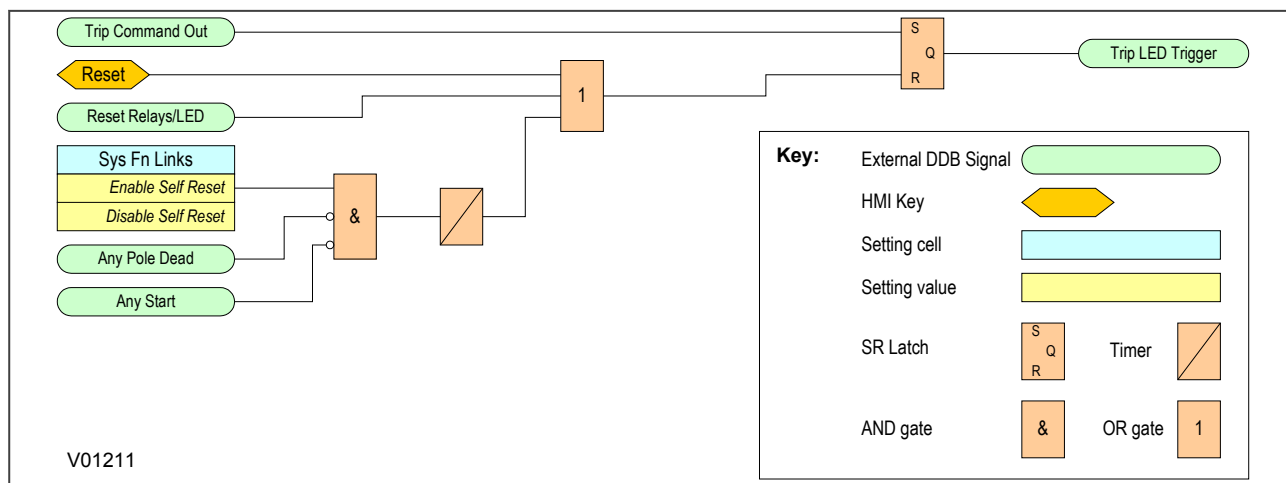 Trip Command Out
S
Q
R
Trip LED Trigger
Reset
1
Reset Relays/LED
Sys Fn Links
Enable Self Reset
Disable Self Reset
&
Any Pole Dead
Any Start
Key:
External DDB Signal
HMI Key
Setting cell
Setting value
SR Latch
S
Q
R
Timer
AND gate
&
OR gate
1
V01211